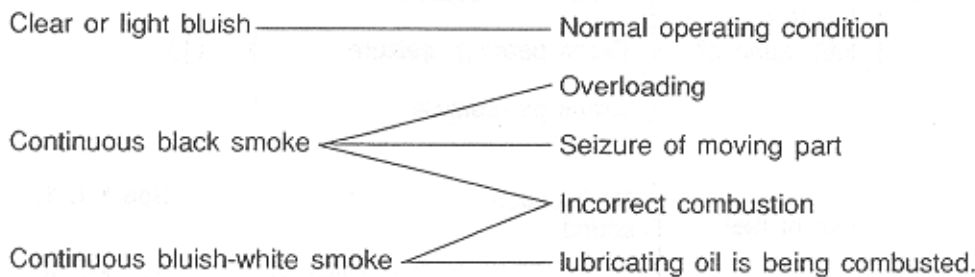 Clear or light bluish Normal operating condition
Overloading
Continuous black smoke Seizure of moving part
Incorrect combustion
Continuous bluish-white smoke lubricating oil is being combusted.